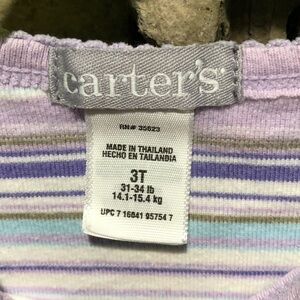 carter's
RN# 35623
MADE IN THAILAND
HECHO EN TAILANDIA
3T
31-34 lb
14.1-15.4 kg
UPC 7 16841 95754 7